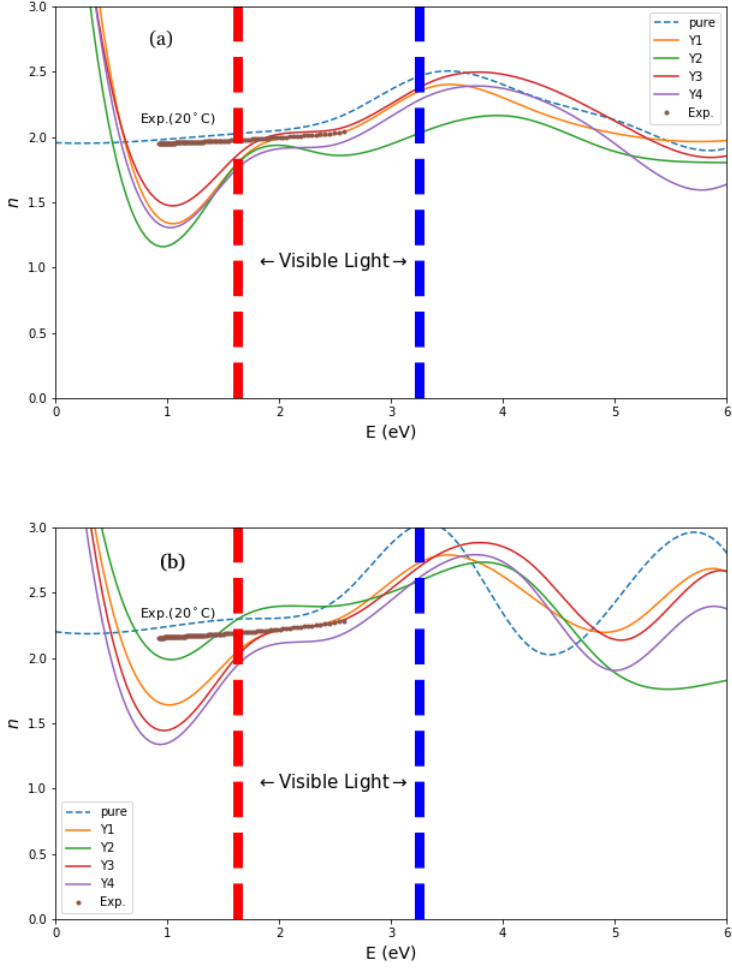 (a)
Exp.(20°C)
←Visible Light→
pure
Y1
Y2
Y3
Y4
Exp.
n
3.0
2.5
2.0
1.5
1.0
0.5
0.0
0 1 2 3 4 5 6
E (eV)
(b)
Exp.(20°C)
←Visible Light→
pure
Y1
Y2
Y3
Y4
Exp.
n
3.0
2.5
2.0
1.5
1.0
0.5
0.0
0 1 2 3 4 5 6
E (eV)